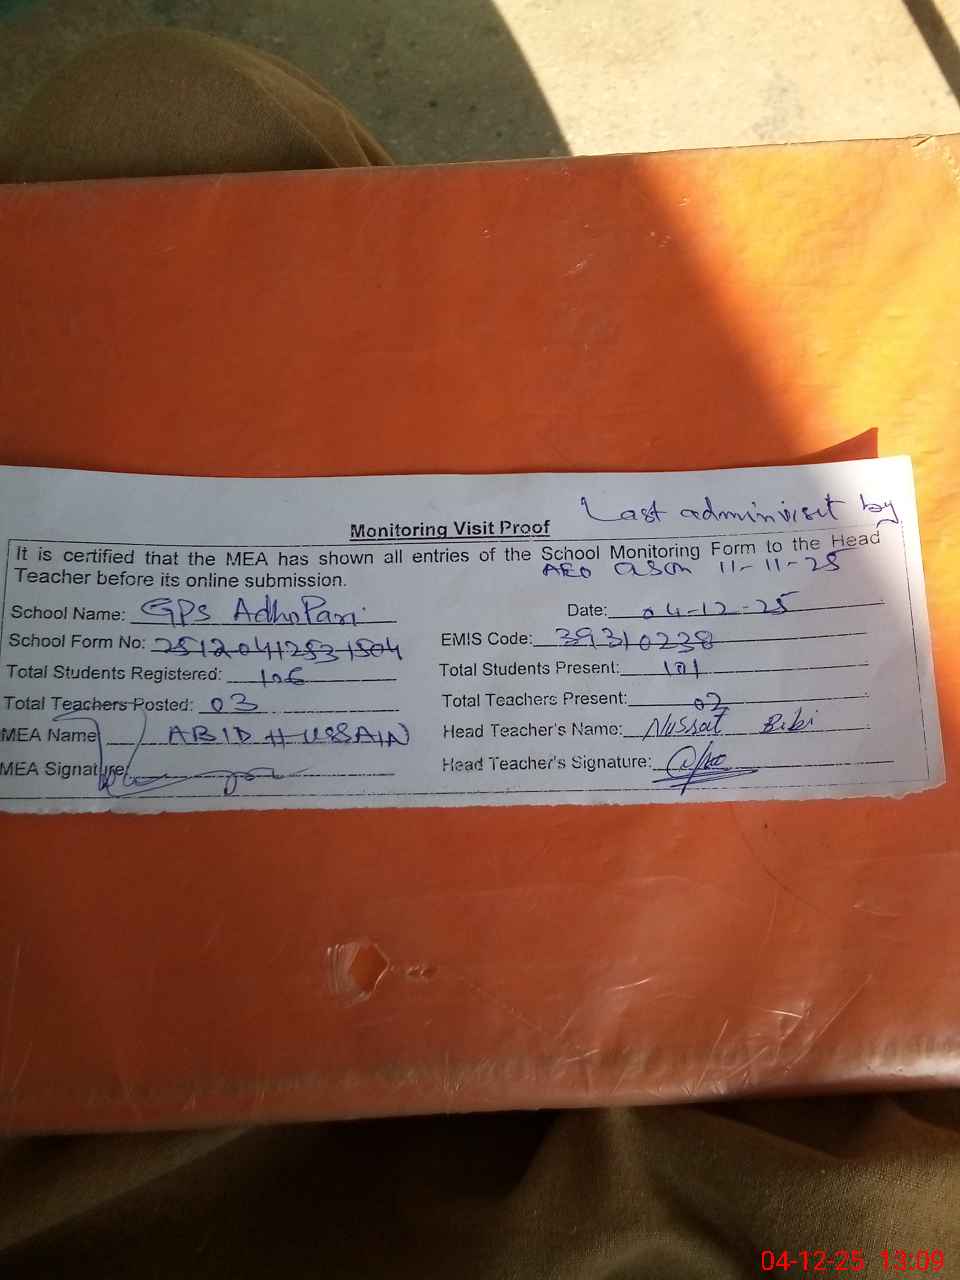 Last admin visit by
Monitoring Visit Proof
It is certified that the MEA has shown all entries of the School Monitoring Form to the Head
AEO on 11-11-25
Teacher before its online submission.
School Name: GPS AdhoPari Date: 04-12-25
School Form No: 25120412531504 EMIS Code: 39310238
Total Students Registered: 106 Total Students Present: 101
Total Teachers Posted: 03 Total Teachers Present: 02
MEA Name ABID HUSSAIN Head Teacher's Name: Nussat Bibi
MEA Signature: Head Teacher's Signature:
04-12-25 13:09